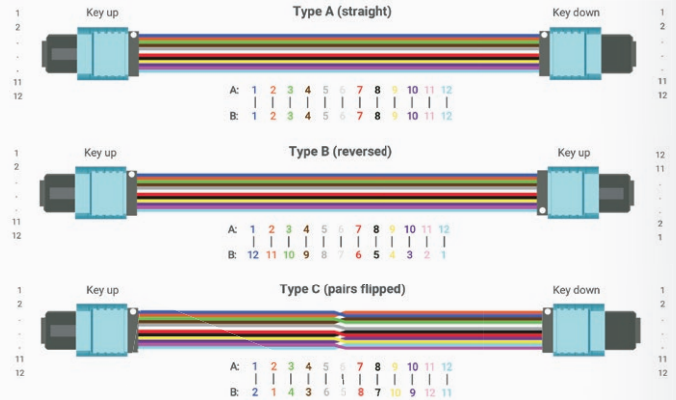 Type A (straight)
1 Key up Key down 1
2 2
. .
. .
11 11
12 12
A: 1 2 3 4 5 6 7 8 9 10 11 12
B: 1 2 3 4 5 6 7 8 9 10 11 12
Type B (reversed)
1 Key up Key up 12
2 11
. .
. .
11 2
12 1
A: 1 2 3 4 5 6 7 8 9 10 11 12
B: 12 11 10 9 8 7 6 5 4 3 2 1
Type C (pairs flipped)
1 Key up Key down 1
2 2
. .
. .
11 11
12 12
A: 1 2 3 4 5 6 7 8 9 10 11 12
B: 2 1 4 3 6 5 8 7 10 9 12 11